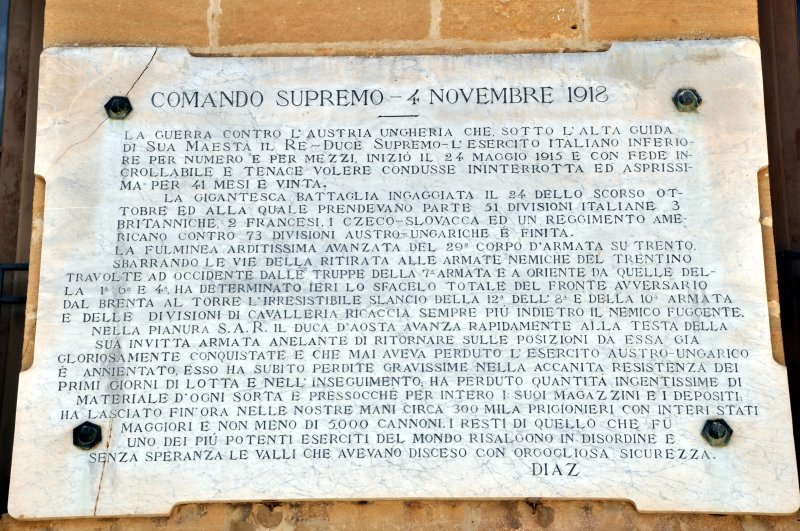 COMANDO SUPREMO - 4 NOVEMBRE 1918
LA GUERRA CONTRO L'AUSTRIA UNGHERIA CHE, SOTTO L'ALTA GUIDA
DI SUA MAESTÁ IL RE-DUCE SUPREMO-L'ESERCITO ITALIANO INFERIO=
RE PER NUMERO E PER MEZZI, INIZIÓ IL 24 MAGGIO 1915 E CON FEDE IN=
CROLLABILE E TENACE VOLERE CONDUSSE ININTERROTTA ED ASPRISSI=
MA PER 41 MESI È VINTA.
LA GIGANTESCA BATTAGLIA INGAGGIATA IL 24 DELLO SCORSO OT=
TOBRE ED ALLA QUALE PRENDEVANO PARTE 51 DIVISIONI ITALIANE 3
BRITANNICHE, 2 FRANCESI, 1 CZECO-SLOVACCA ED UN REGGIMENTO AME=
RICANO CONTRO 73 DIVISIONI AUSTRO-UNGARICHE È FINITA.
LA FULMINEA ARDITISSIMA AVANZATA DEL 29º CORPO D'ARMATA SU TRENTO,
SBARRANDO LE VIE DELLA RITIRATA ALLE ARMATE NEMICHE DEL TRENTINO
TRAVOLTE AD OCCIDENTE DALLE TRUPPE DELLA 7ª ARMATA E A ORIENTE DA QUELLE DEL=
LA 1ª 6ª E 4ª, HA DETERMINATO IERI LO SFACELO TOTALE DEL FRONTE AVVERSARIO
DAL BRENTA AL TORRE L'IRRESISTIBILE SLANCIO DELLA 12ª DELL'8ª E DELLA 10ª ARMATA
E DELLE DIVISIONI DI CAVALLERIA RICACCIA SEMPRE PIÚ INDIETRO IL NEMICO FUGGENTE.
NELLA PIANURA S.A.R. IL DUCA D'AOSTA AVANZA RAPIDAMENTE ALLA TESTA DELLA
SUA INVITTA ARMATA ANELANTE DI RITORNARE SULLE POSIZIONI DA ESSA GIÁ
GLORIOSAMENTE CONQUISTATE E CHE MAI AVEVA PERDUTO L'ESERCITO AUSTRO-UNGARICO
È ANNIENTATO, ESSO HA SUBITO PERDITE GRAVISSIME NELLA ACCANITA RESISTENZA DEI
PRIMI GIORNI DI LOTTA E NELL'INSEGUIMENTO, HA PERDUTO QUANTITÁ INGENTISSIME DI
MATERIALE D'OGNI SORTA E PRESSOCCHÈ PER INTERO I SUOI MAGAZZINI E I DEPOSITI:
HA LASCIATO FIN'ORA NELLE NOSTRE MANI CIRCA 300 MILA PRIGIONIERI CON INTERI STATI
MAGGIORI E NON MENO DI 5.000 CANNONI. I RESTI DI QUELLO CHE FÚ
UNO DEI PIÚ POTENTI ESERCITI DEL MONDO RISALGONO IN DISORDINE E
SENZA SPERANZA LE VALLI CHE AVEVANO DISCESO CON ORGOGLIOSA SICUREZZA.
DIAZ